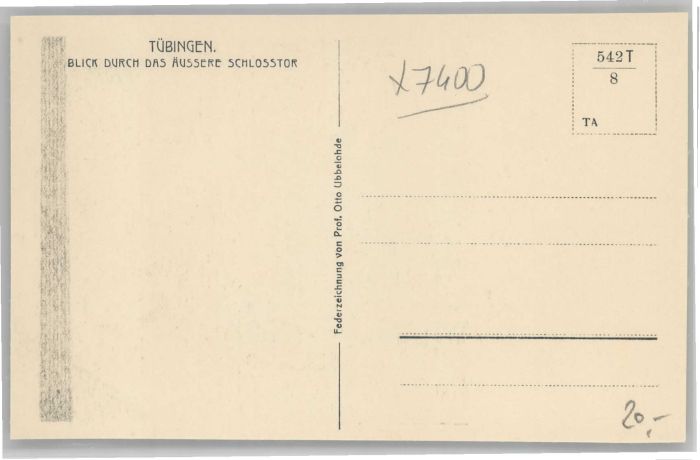 TÜBINGEN.
BLICK DURCH DAS ÄUSSERE SCHLOSSTOR
Federzeichnung von Prof. Otto Ubbelohde
x7400
542 T
8
TA
20,-